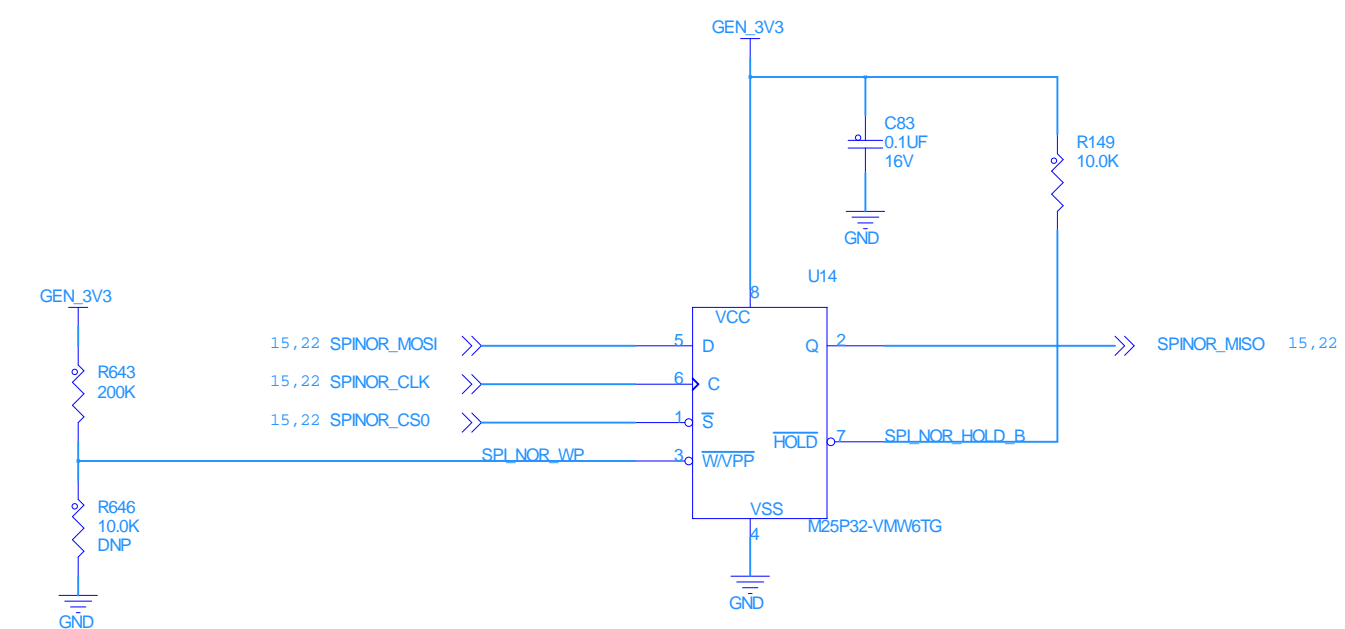 GEN_3V3
C83
0.1UF
16V
R149
10.0K
GND
U14
GEN_3V3
8
VCC
15,22 SPINOR_MOSI
5
D
Q
2
SPINOR_MISO 15,22
R643
200K
15,22 SPINOR_CLK
6
C
15,22 SPINOR_CS0
1
S
HOLD
7
SPI_NOR_HOLD_B
SPI_NOR_WP
3
W/VPP
R646
10.0K
DNP
VSS
4
M25P32-VMW6TG
GND
GND